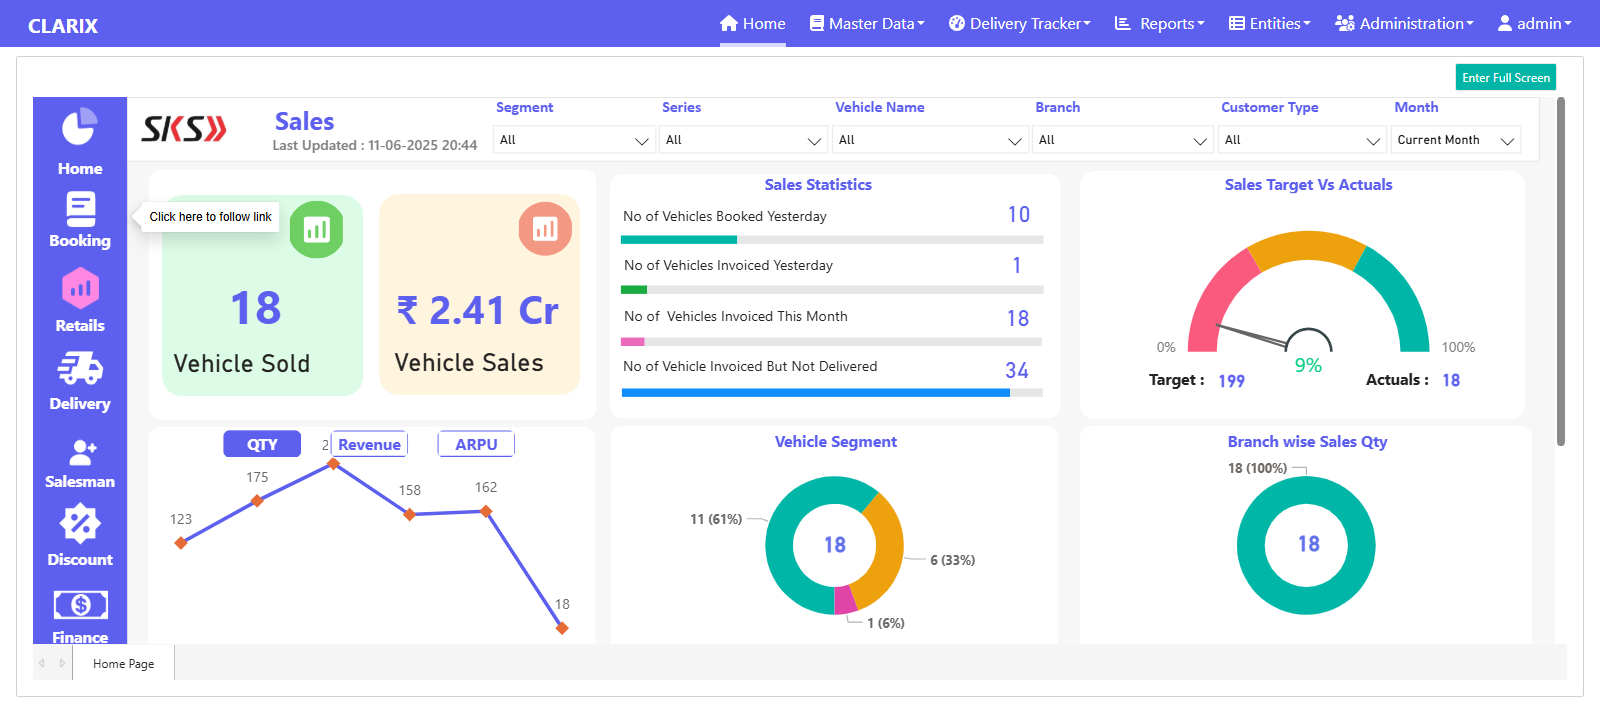 CLARIX
Home
Master Data
Delivery Tracker
Reports
Entities
Administration
admin
Enter Full Screen
SKS
Sales
Last Updated : 11-06-2025 20:44
Segment
All
Series
All
Vehicle Name
All
Branch
All
Customer Type
All
Month
Current Month
Home
Booking
Retails
Delivery
Salesman
Discount
Finance
Click here to follow link
18
Vehicle Sold
₹ 2.41 Cr
Vehicle Sales
Sales Statistics
No of Vehicles Booked Yesterday
10
No of Vehicles Invoiced Yesterday
1
No of Vehicles Invoiced This Month
18
No of Vehicle Invoiced But Not Delivered
34
Sales Target Vs Actuals
0%
100%
9%
Target : 199
Actuals : 18
QTY
Revenue
ARPU
123
175
158
162
18
Vehicle Segment
11 (61%)
18
6 (33%)
1 (6%)
Branch wise Sales Qty
18 (100%)
18
Home Page